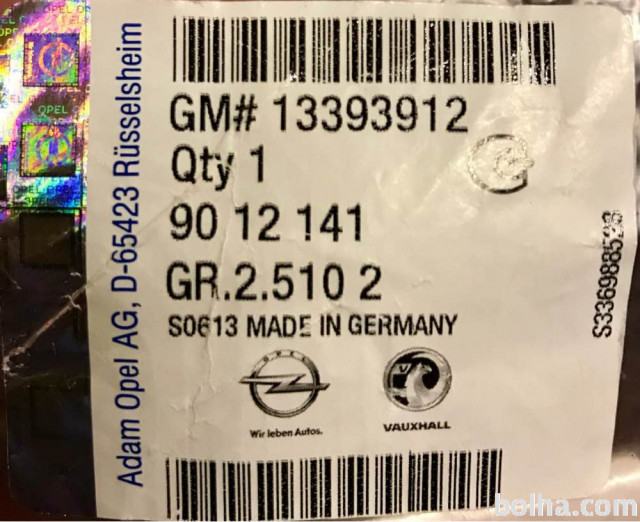 Adam Opel AG, D-65423 Rüsselsheim
GM# 13393912
Qty 1
90 12 141
GR.2.510 2
S0613 MADE IN GERMANY
OPEL
Wir leben Autos.
VAUXHALL
bolha.com